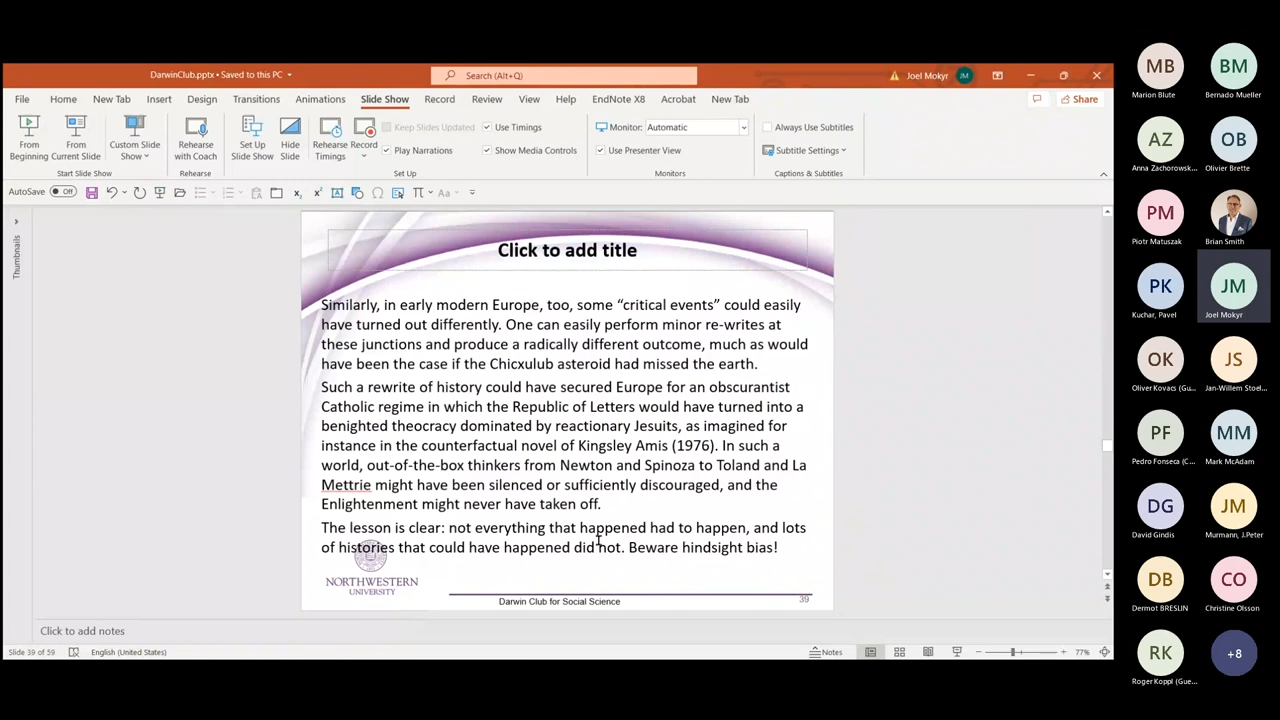 DarwinClub.pptx • Saved to this PC
Search (Alt+Q)
Joel Mokyr JM
File Home New Tab Insert Design Transitions Animations Slide Show Record Review View Help EndNote X8 Acrobat New Tab Share
From Beginning
From Current Slide
Custom Slide Show
Rehearse with Coach
Set Up Slide Show
Hide Slide
Rehearse Timings
Record
Keep Slides Updated
Use Timings
Play Narrations
Show Media Controls
Monitor: Automatic
Use Presenter View
Always Use Subtitles
Subtitle Settings
Start Slide Show Rehearse Set Up Monitors Captions & Subtitles
AutoSave Off
Thumbnails
Click to add title
Similarly, in early modern Europe, too, some “critical events” could easily
have turned out differently. One can easily perform minor re-writes at
these junctions and produce a radically different outcome, much as would
have been the case if the Chicxulub asteroid had missed the earth.
Such a rewrite of history could have secured Europe for an obscurantist
Catholic regime in which the Republic of Letters would have turned into a
benighted theocracy dominated by reactionary Jesuits, as imagined for
instance in the counterfactual novel of Kingsley Amis (1976). In such a
world, out-of-the-box thinkers from Newton and Spinoza to Toland and La
Mettrie might have been silenced or sufficiently discouraged, and the
Enlightenment might never have taken off.
The lesson is clear: not everything that happened had to happen, and lots
of histories that could have happened did not. Beware hindsight bias!
NORTHWESTERN
UNIVERSITY
Darwin Club for Social Science
39
Click to add notes
Slide 39 of 59 English (United States) Notes 77%
MB BM
Marion Blute Bernado Mueller
AZ OB
Anna Zachorowsk... Olivier Brette
PM
Piotr Matuszak Brian Smith
PK JM
Kuchar, Pavel Joel Mokyr
OK JS
Oliver Kovacs (Gu... Jan-Willem Stoel...
PF MM
Pedro Fonseca (C... Mark McAdam
DG JM
David Gindis Murmann, J.Peter
DB CO
Dermot BRESLIN Christine Olsson
RK +8
Roger Koppl (Gue...